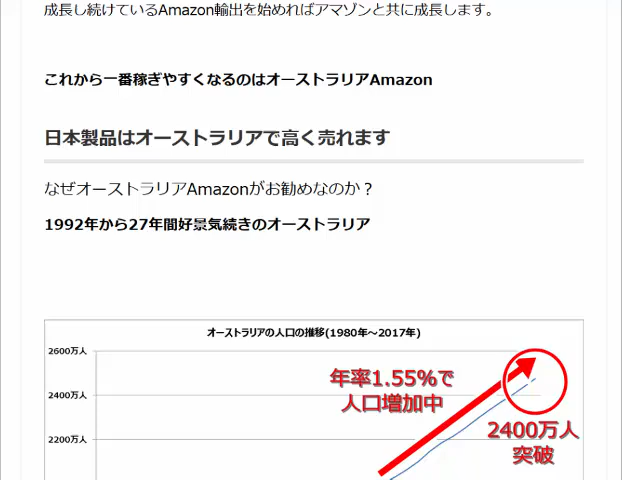 成長し続けているAmazon輸出を始めればアマゾンと共に成長します。
これから一番稼ぎやすくなるのはオーストラリアAmazon
日本製品はオーストラリアで高く売れます
なぜオーストラリアAmazonがお勧めなのか？
1992年から27年間好景気続きのオーストラリア
オーストラリアの人口の推移(1980年～2017年)
2600万人
年率1.55%で
人口増加中
2400万人
2400万人
突破
2200万人